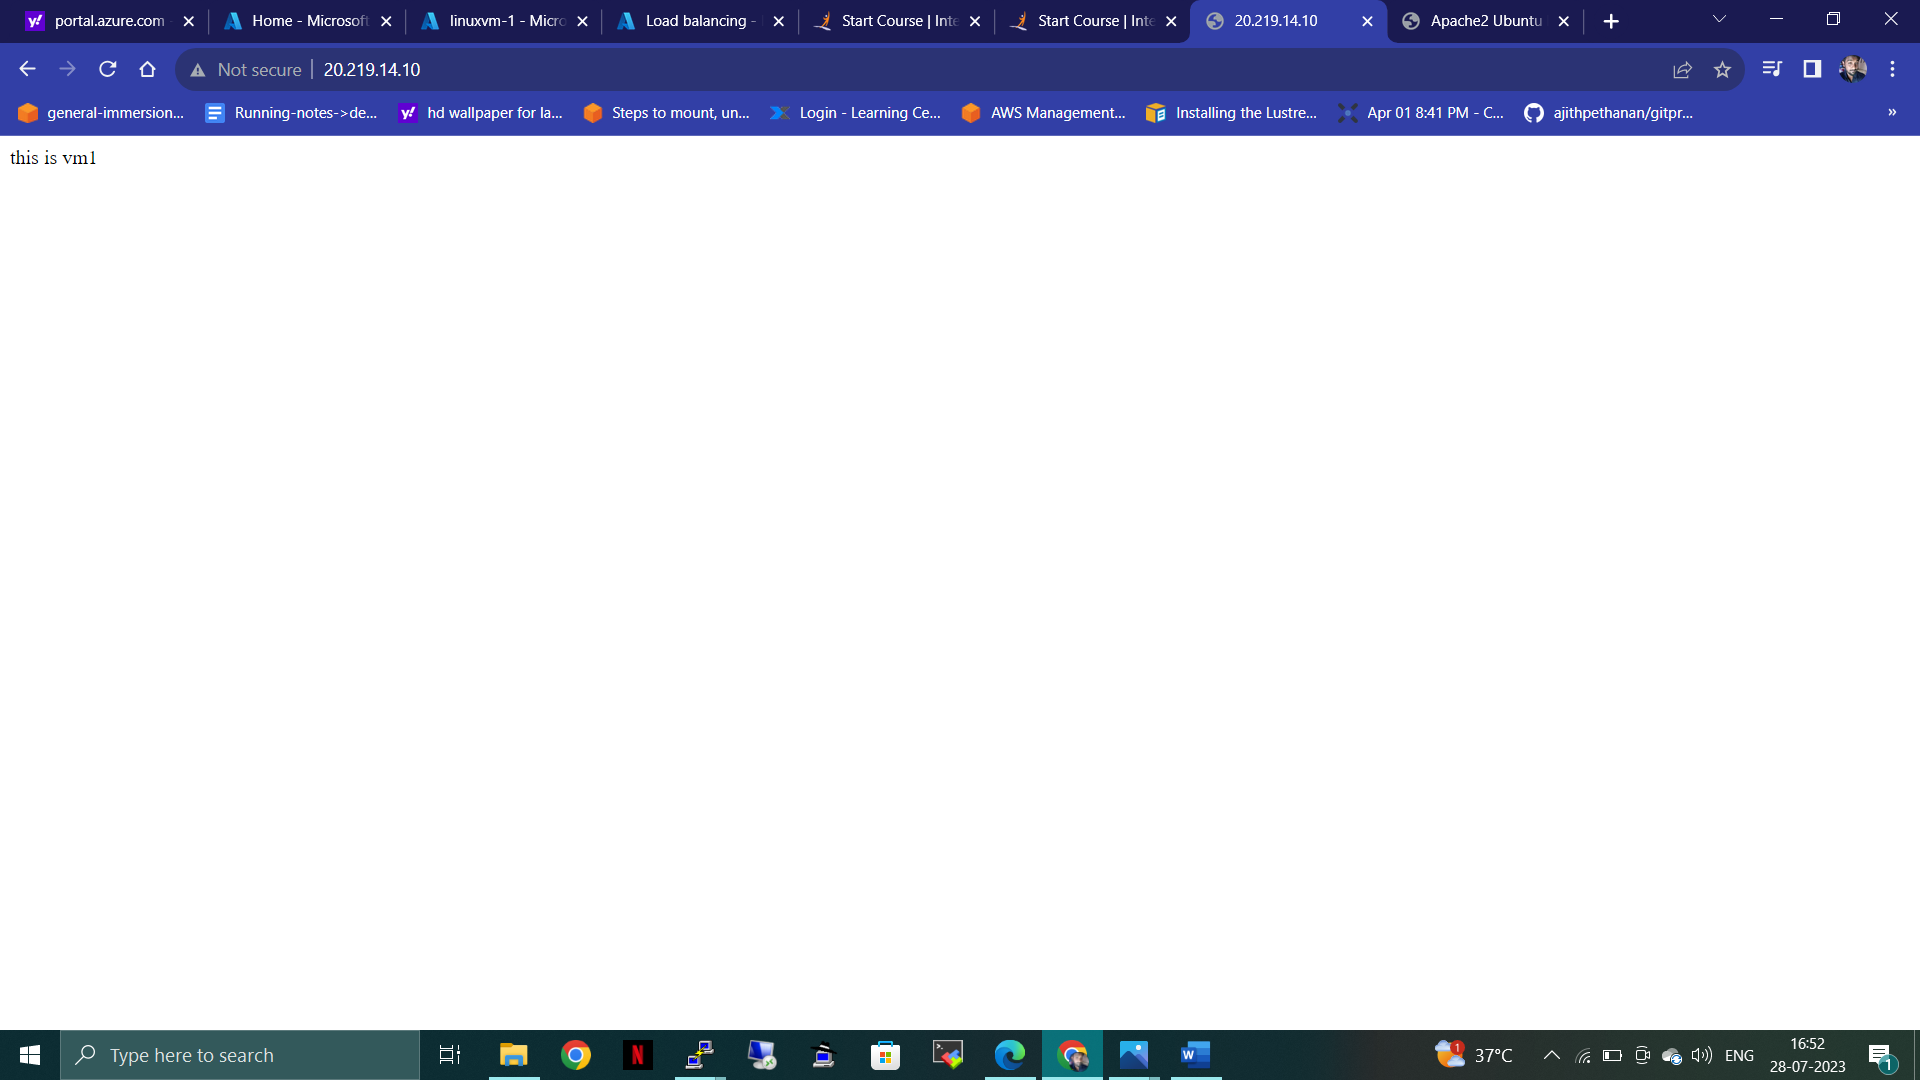 portal.azure.com
Home - Microsoft
linuxvm-1 - Micro
Load balancing -
Start Course | Inte
Start Course | Inte
20.219.14.10
Apache2 Ubuntu
Not secure
20.219.14.10
general-immersion...
Running-notes->de...
hd wallpaper for la...
Steps to mount, un...
Login - Learning Ce...
AWS Management...
Installing the Lustre...
Apr 01 8:41 PM - C...
ajithpethanan/gitpr...
»
this is vm1
Type here to search
1
37°C
ENG
16:52
28-07-2023
1